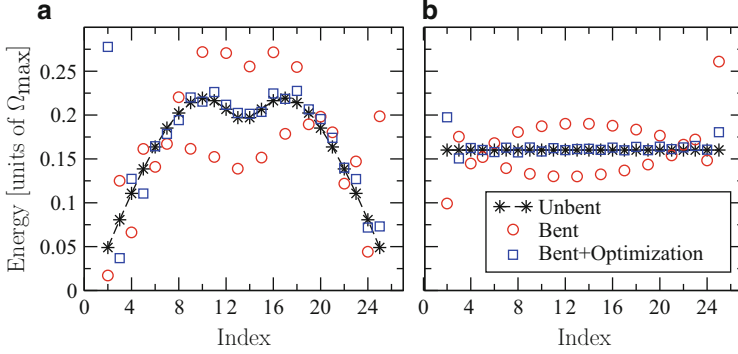 a
b
Energy [units of Ωmax]
0.25
0.2
0.15
0.1
0.05
0
0 4 8 12 16 20 24
Index
0 4 8 12 16 20 24
Index
Unbent
Bent
Bent+Optimization